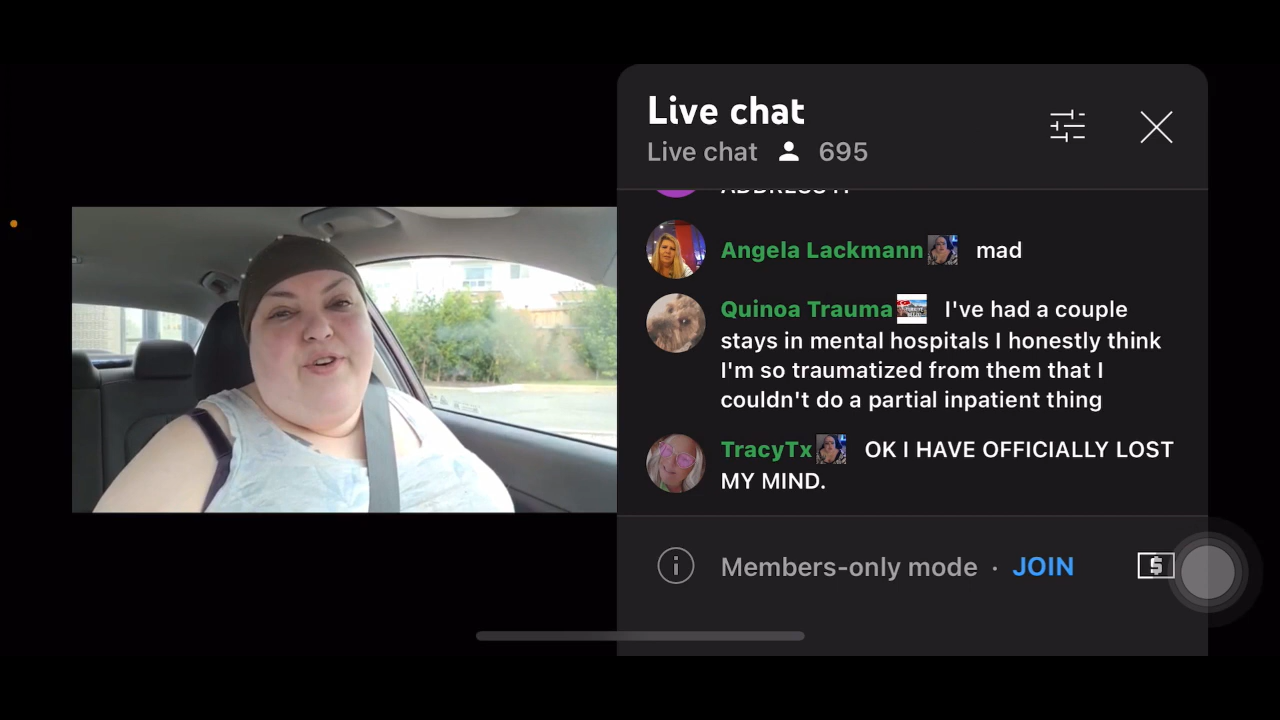 Live chat
Live chat 695
Angela Lackmann mad
Quinoa Trauma I've had a couple
stays in mental hospitals I honestly think
I'm so traumatized from them that I
couldn't do a partial inpatient thing
TracyTx OK I HAVE OFFICIALLY LOST
MY MIND.
Members-only mode · JOIN
$